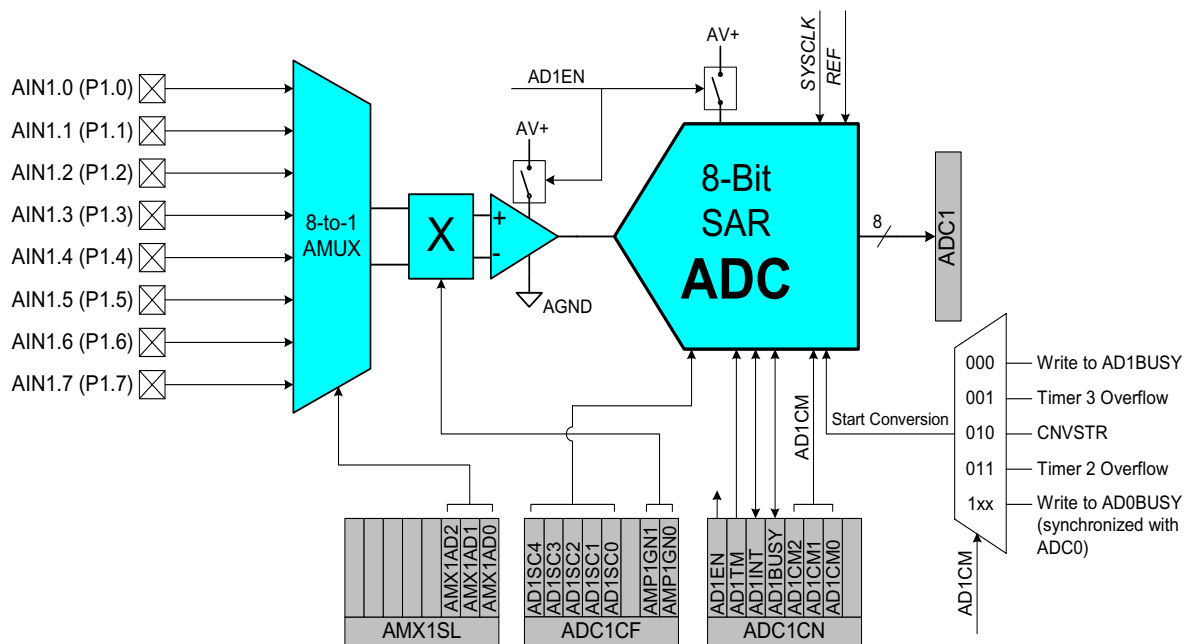 AV+
SYSCLK
REF
AD1EN
AIN1.0 (P1.0)
AIN1.1 (P1.1)
AIN1.2 (P1.2)
AIN1.3 (P1.3)
AIN1.4 (P1.4)
AIN1.5 (P1.5)
AIN1.6 (P1.6)
AIN1.7 (P1.7)
8-to-1
AMUX
X
AV+
+
-
AGND
8-Bit
SAR
ADC
8
ADC1
000
Write to AD1BUSY
001
Timer 3 Overflow
010
CNVSTR
011
Timer 2 Overflow
1xx
Write to AD0BUSY
(synchronized with
ADC0)
Start Conversion
AD1CM
AD1CM
AMX1AD2
AMX1AD1
AMX1AD0
AMX1SL
AD1SC4
AD1SC3
AD1SC2
AD1SC1
AD1SC0
AMP1GN1
AMP1GN0
ADC1CF
AD1EN
AD1TM
AD1INT
AD1BUSY
AD1CM2
AD1CM1
AD1CM0
ADC1CN